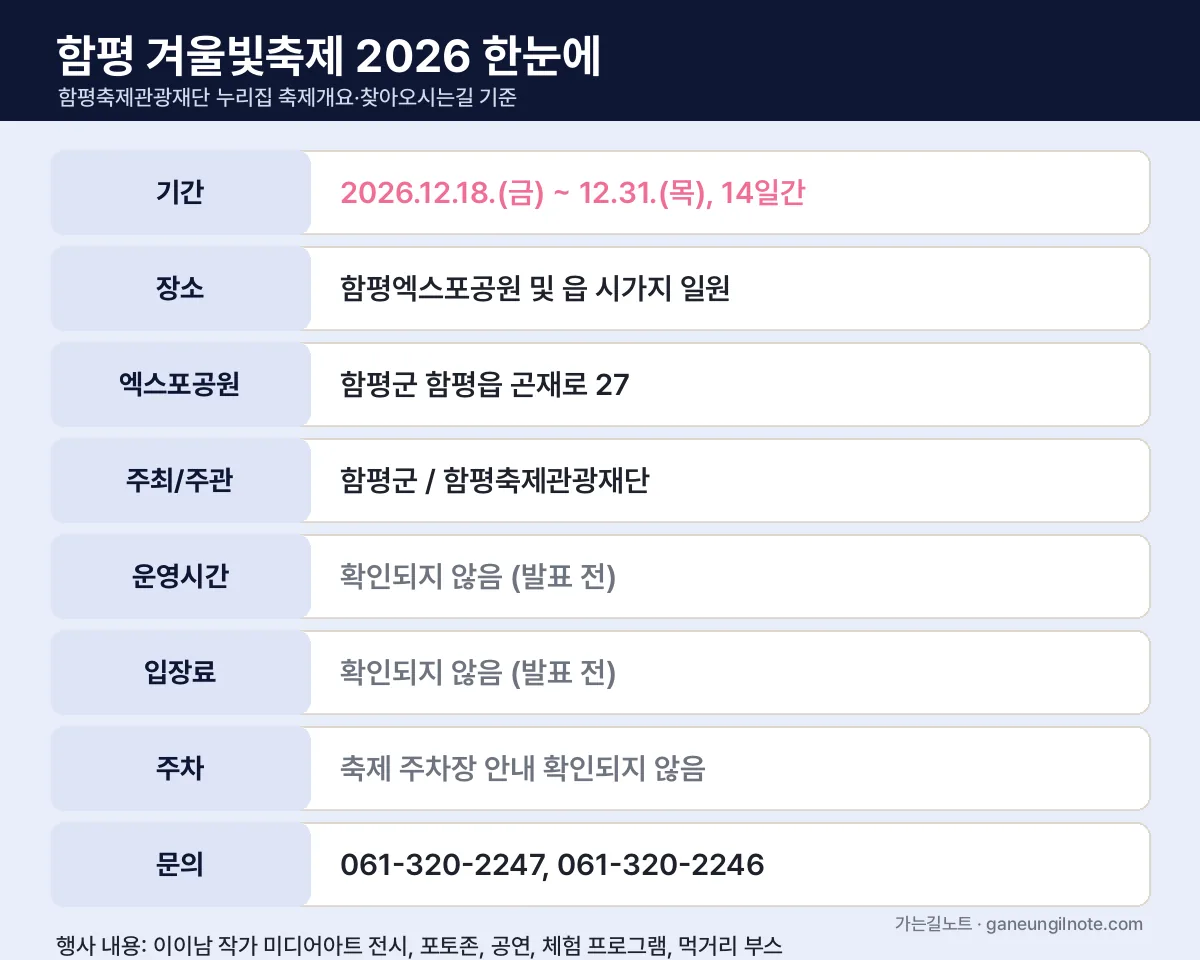 함평 겨울빛축제 2026 한눈에
함평축제관광재단 누리집 축제개요·찾아오시는길 기준
기간
2026.12.18.(금) ~ 12.31.(목), 14일간
장소
함평엑스포공원 및 읍 시가지 일원
엑스포공원
함평군 함평읍 곤재로 27
주최/주관
함평군 / 함평축제관광재단
운영시간
확인되지 않음 (발표 전)
입장료
확인되지 않음 (발표 전)
주차
축제 주차장 안내 확인되지 않음
문의
061-320-2247, 061-320-2246
가는길노트 · ganeungilnote.com
행사 내용: 이이남 작가 미디어아트 전시, 포토존, 공연, 체험 프로그램, 먹거리 부스